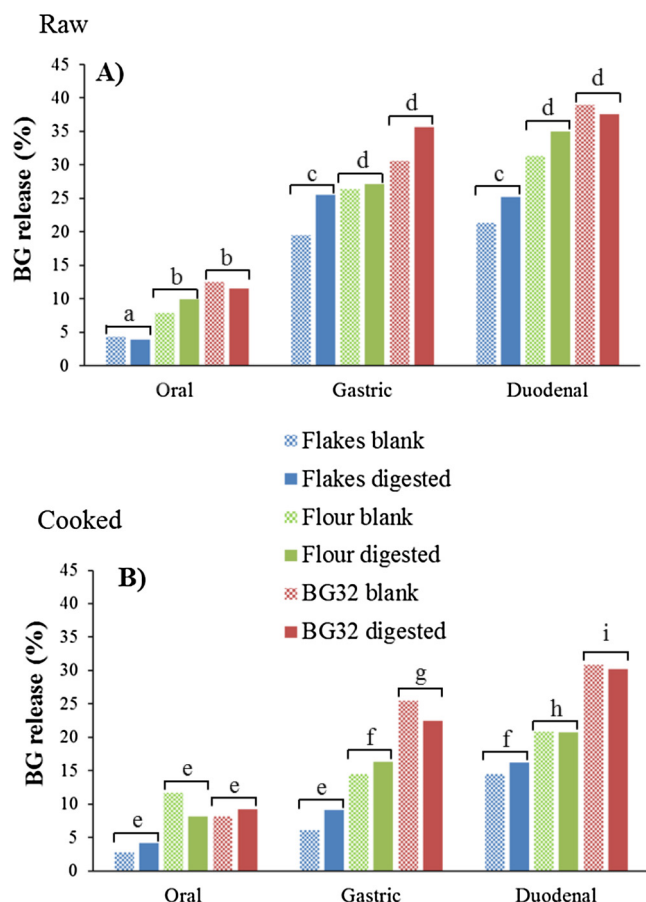 Raw
A)
BG release (%)
45
40
35
30
25
20
15
10
5
0
a
b
b
c
d
d
c
d
d
Oral
Gastric
Duodenal
Flakes blank
Flakes digested
Flour blank
Flour digested
BG32 blank
BG32 digested
Cooked
B)
BG release (%)
45
40
35
30
25
20
15
10
5
0
e
e
e
e
f
g
f
h
i
Oral
Gastric
Duodenal